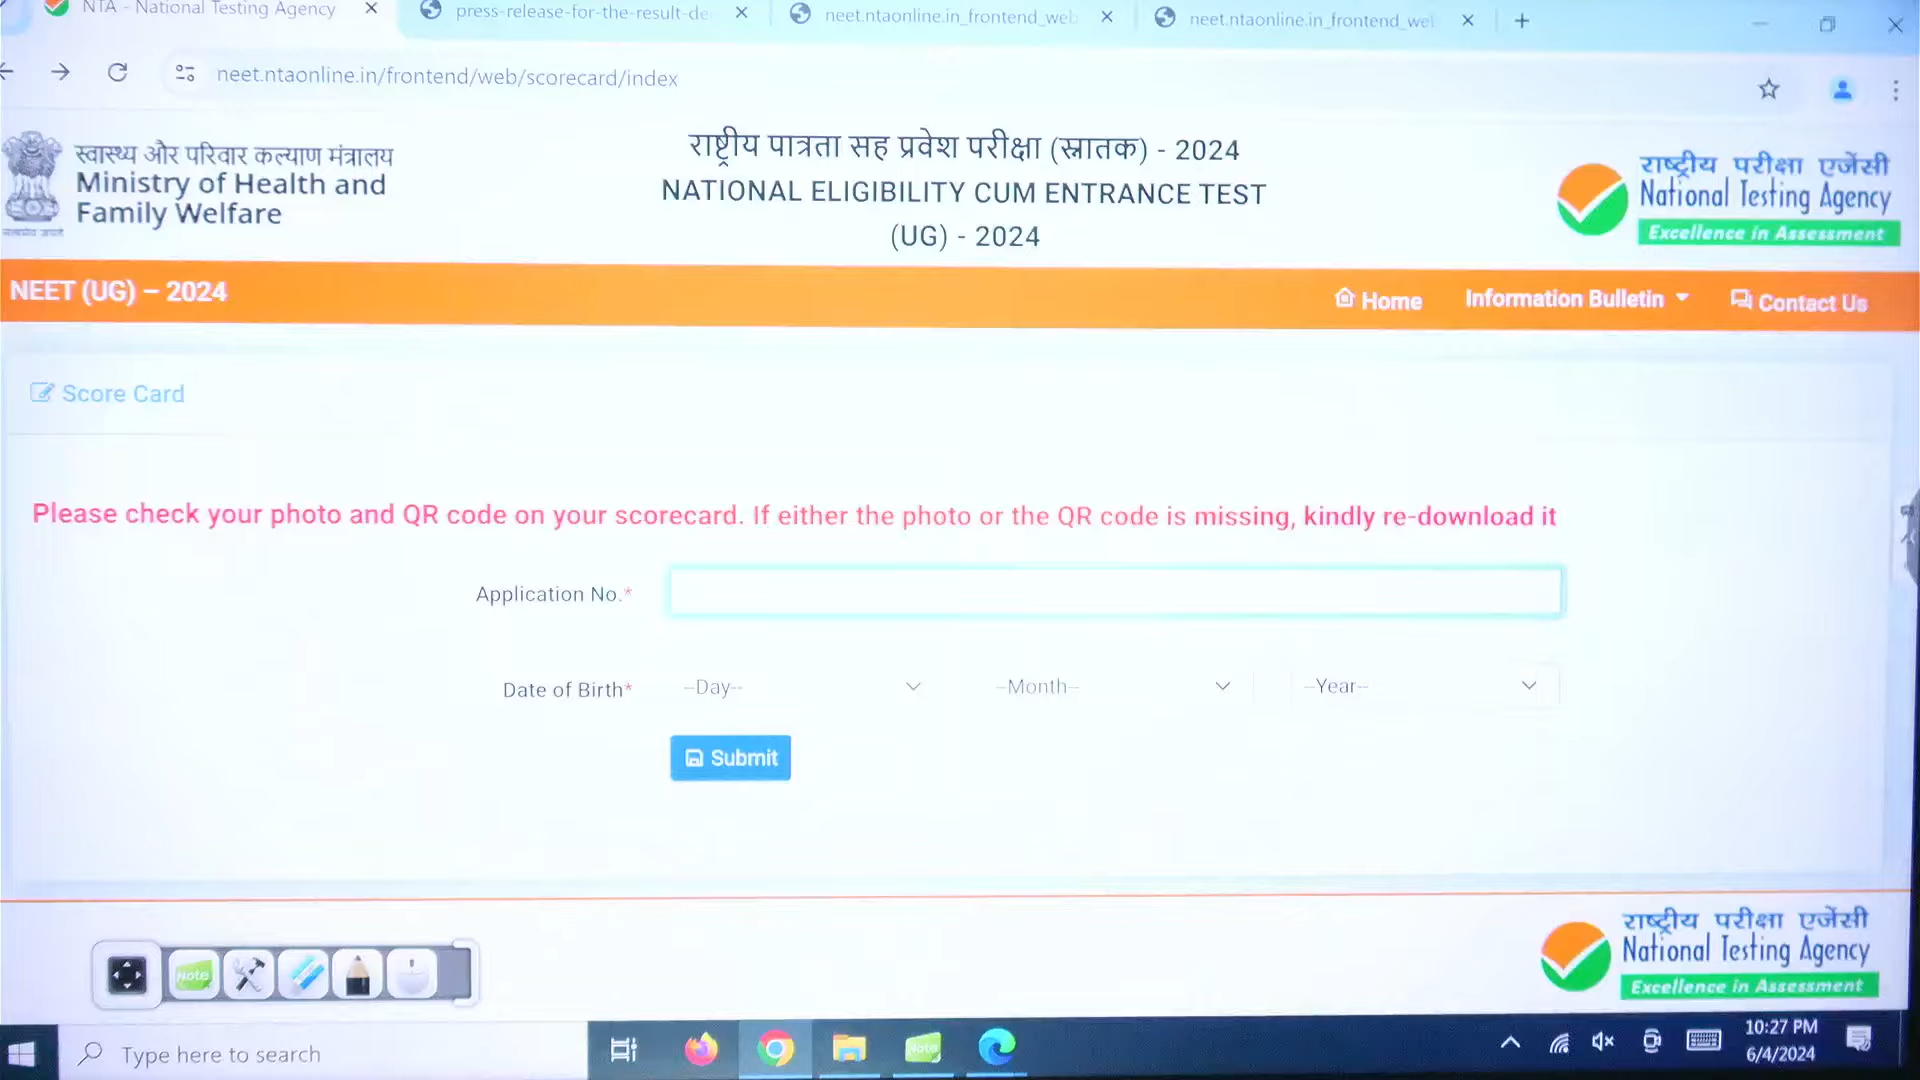 NTA - National Testing Agency
press-release-for-the-result-de
neet.ntaonline.in_frontend_web
neet.ntaonline.in_frontend_wel
neet.ntaonline.in/frontend/web/scorecard/index
स्वास्थ्य और परिवार कल्याण मंत्रालय
Ministry of Health and
Family Welfare
सत्यमेव जयते
राष्ट्रीय पात्रता सह प्रवेश परीक्षा (स्नातक) - 2024
NATIONAL ELIGIBILITY CUM ENTRANCE TEST
(UG) - 2024
राष्ट्रीय परीक्षा एजेंसी
National Testing Agency
Excellence in Assessment
NEET (UG) – 2024
Home
Information Bulletin
Contact Us
Score Card
Please check your photo and QR code on your scorecard. If either the photo or the QR code is missing, kindly re-download it
Application No.*
Date of Birth*
--Day--
--Month--
--Year--
Submit
राष्ट्रीय परीक्षा एजेंसी
National Testing Agency
Excellence in Assessment
Note
Type here to search
Note
10:27 PM
6/4/2024